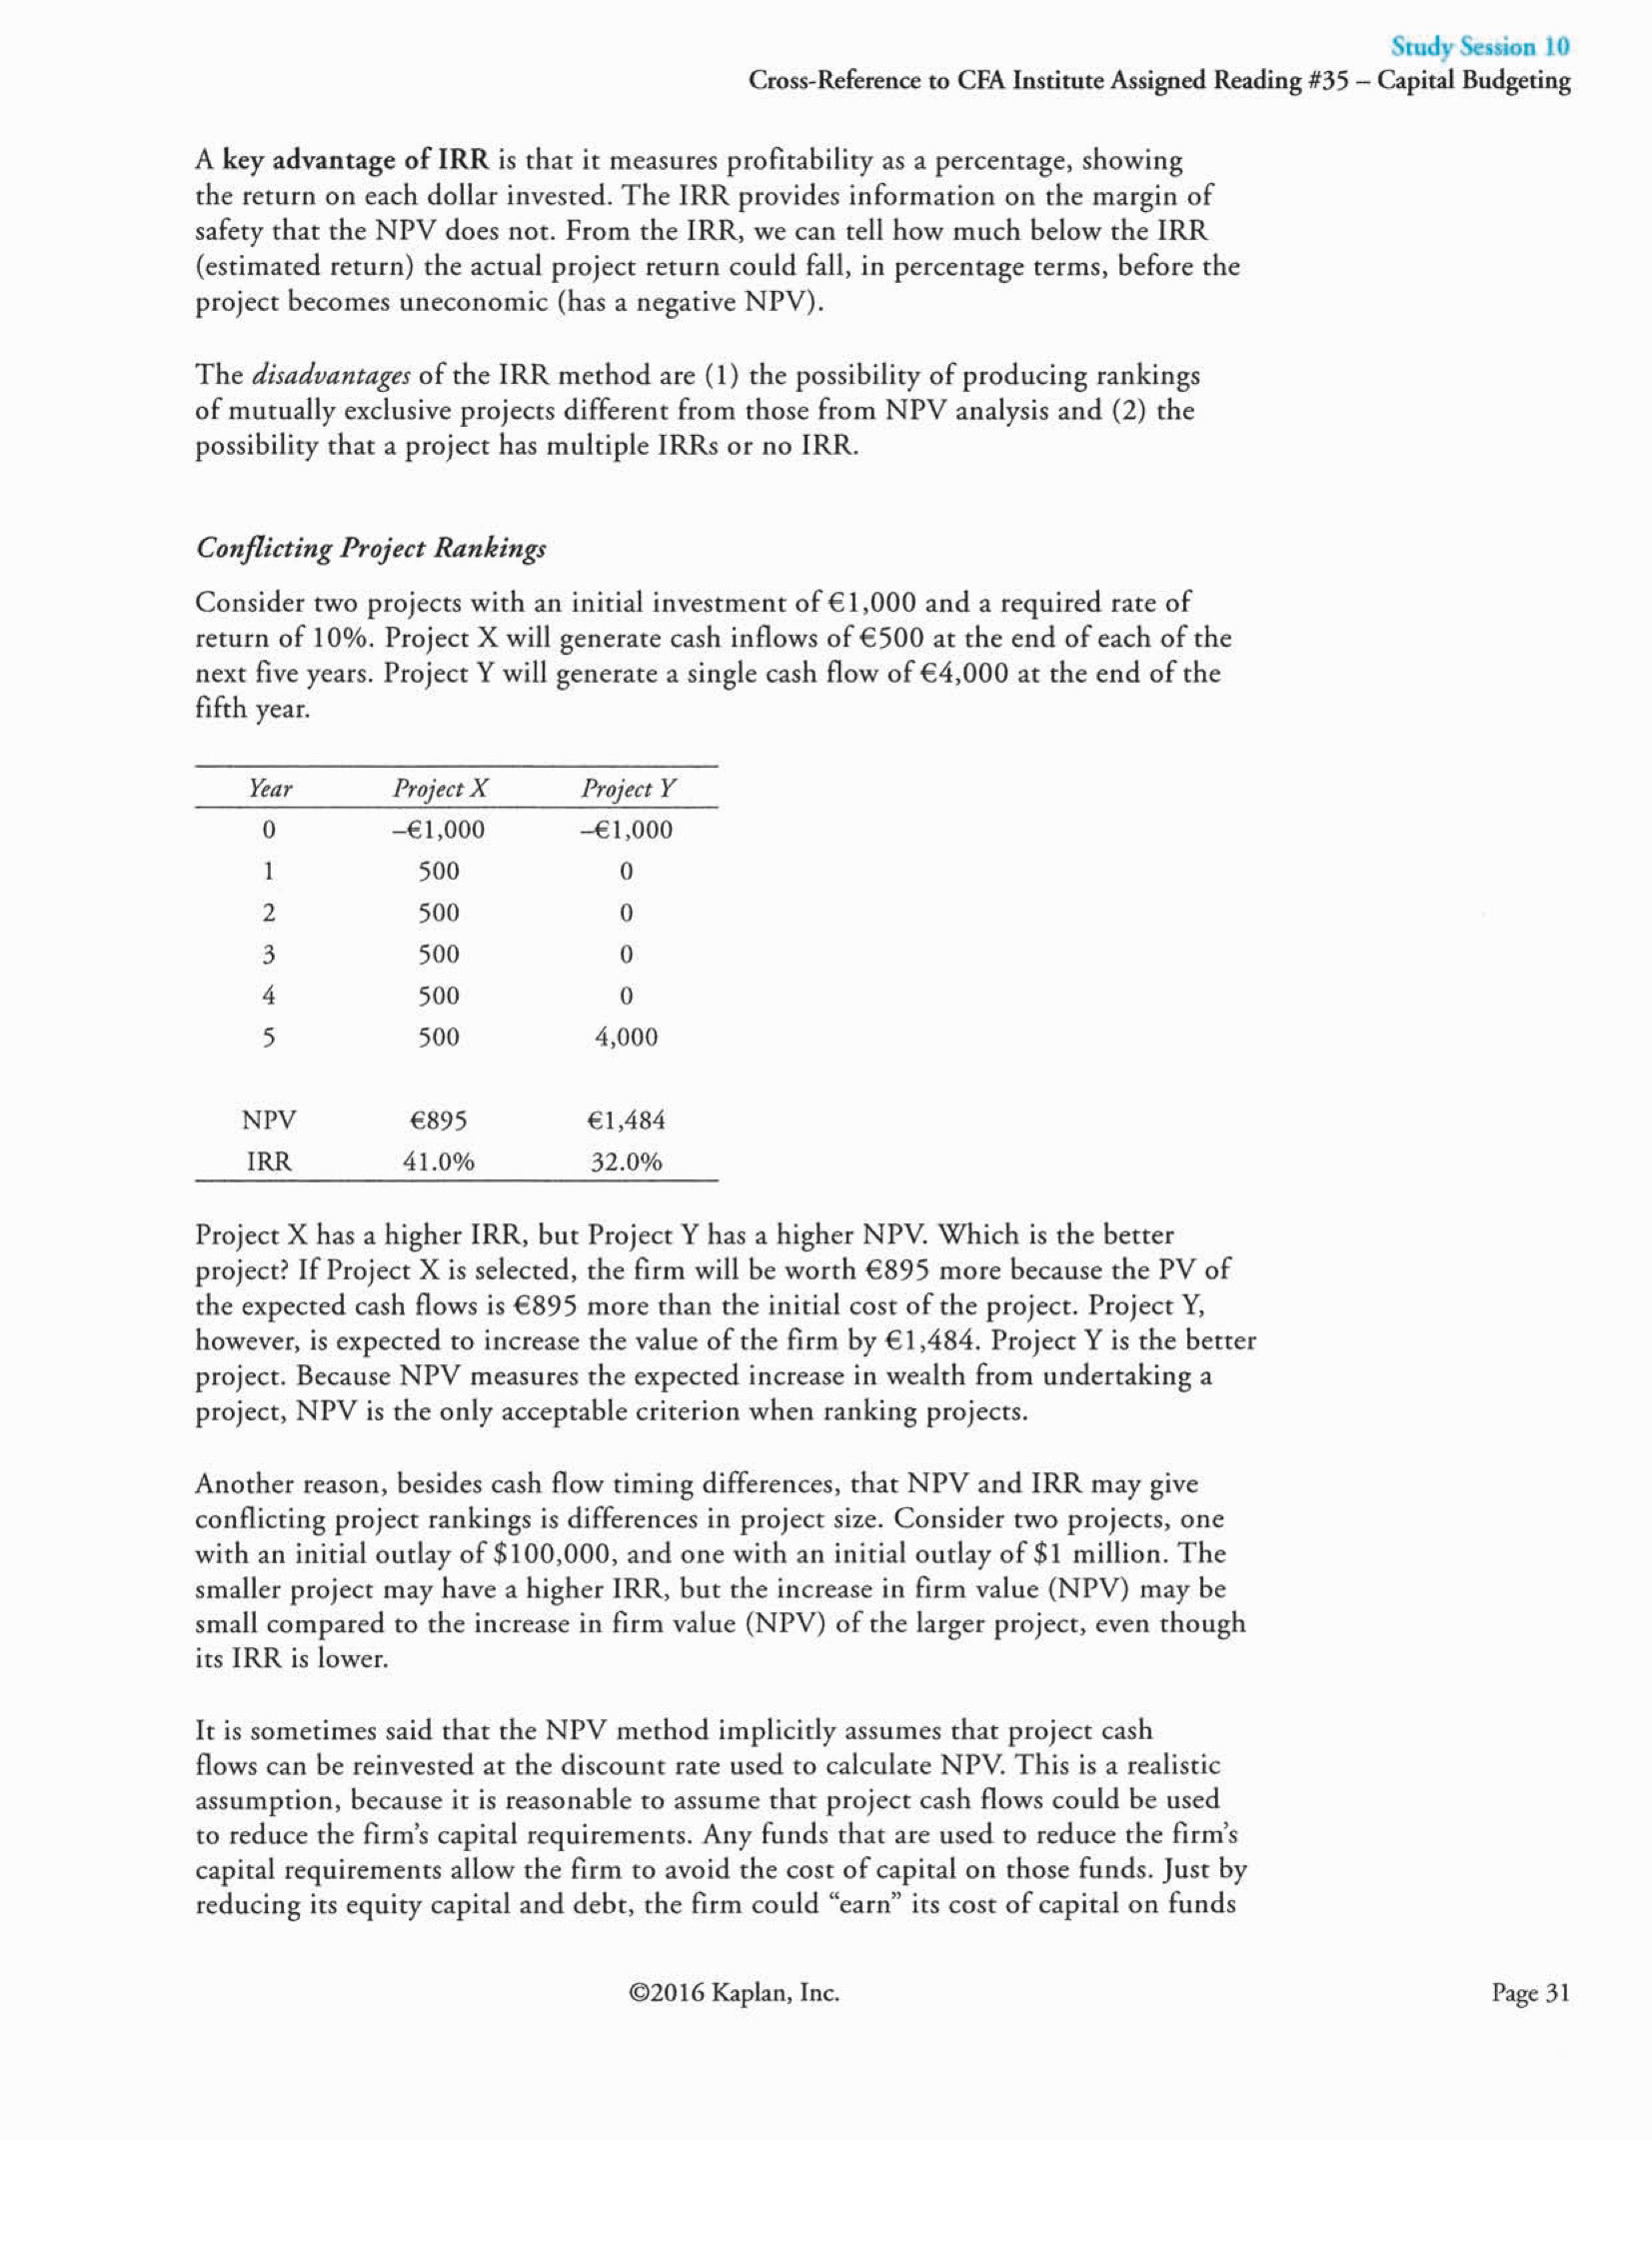 Study Session 10
Cross-Reference to CFA Institute Assigned Reading #35 – Capital Budgeting
A key advantage of IRR is that it measures profitability as a percentage, showing
the return on each dollar invested. The IRR provides information on the margin of
safety that the NPV does not. From the IRR, we can tell how much below the IRR
(estimated return) the actual project return could fall, in percentage terms, before the
project becomes uneconomic (has a negative NPV).
The disadvantages of the IRR method are (1) the possibility of producing rankings
of mutually exclusive projects different from those from NPV analysis and (2) the
possibility that a project has multiple IRRs or no IRR.
Conflicting Project Rankings
Consider two projects with an initial investment of €1,000 and a required rate of
return of 10%. Project X will generate cash inflows of €500 at the end of each of the
next five years. Project Y will generate a single cash flow of €4,000 at the end of the
fifth year.
Year Project X Project Y
0 –€1,000 –€1,000
1 500 0
2 500 0
3 500 0
4 500 0
5 500 4,000
NPV €895 €1,484
IRR 41.0% 32.0%
Project X has a higher IRR, but Project Y has a higher NPV. Which is the better
project? If Project X is selected, the firm will be worth €895 more because the PV of
the expected cash flows is €895 more than the initial cost of the project. Project Y,
however, is expected to increase the value of the firm by €1,484. Project Y is the better
project. Because NPV measures the expected increase in wealth from undertaking a
project, NPV is the only acceptable criterion when ranking projects.
Another reason, besides cash flow timing differences, that NPV and IRR may give
conflicting project rankings is differences in project size. Consider two projects, one
with an initial outlay of $100,000, and one with an initial outlay of $1 million. The
smaller project may have a higher IRR, but the increase in firm value (NPV) may be
small compared to the increase in firm value (NPV) of the larger project, even though
its IRR is lower.
It is sometimes said that the NPV method implicitly assumes that project cash
flows can be reinvested at the discount rate used to calculate NPV. This is a realistic
assumption, because it is reasonable to assume that project cash flows could be used
to reduce the firm's capital requirements. Any funds that are used to reduce the firm's
capital requirements allow the firm to avoid the cost of capital on those funds. Just by
reducing its equity capital and debt, the firm could “earn” its cost of capital on funds
©2016 Kaplan, Inc.
Page 31